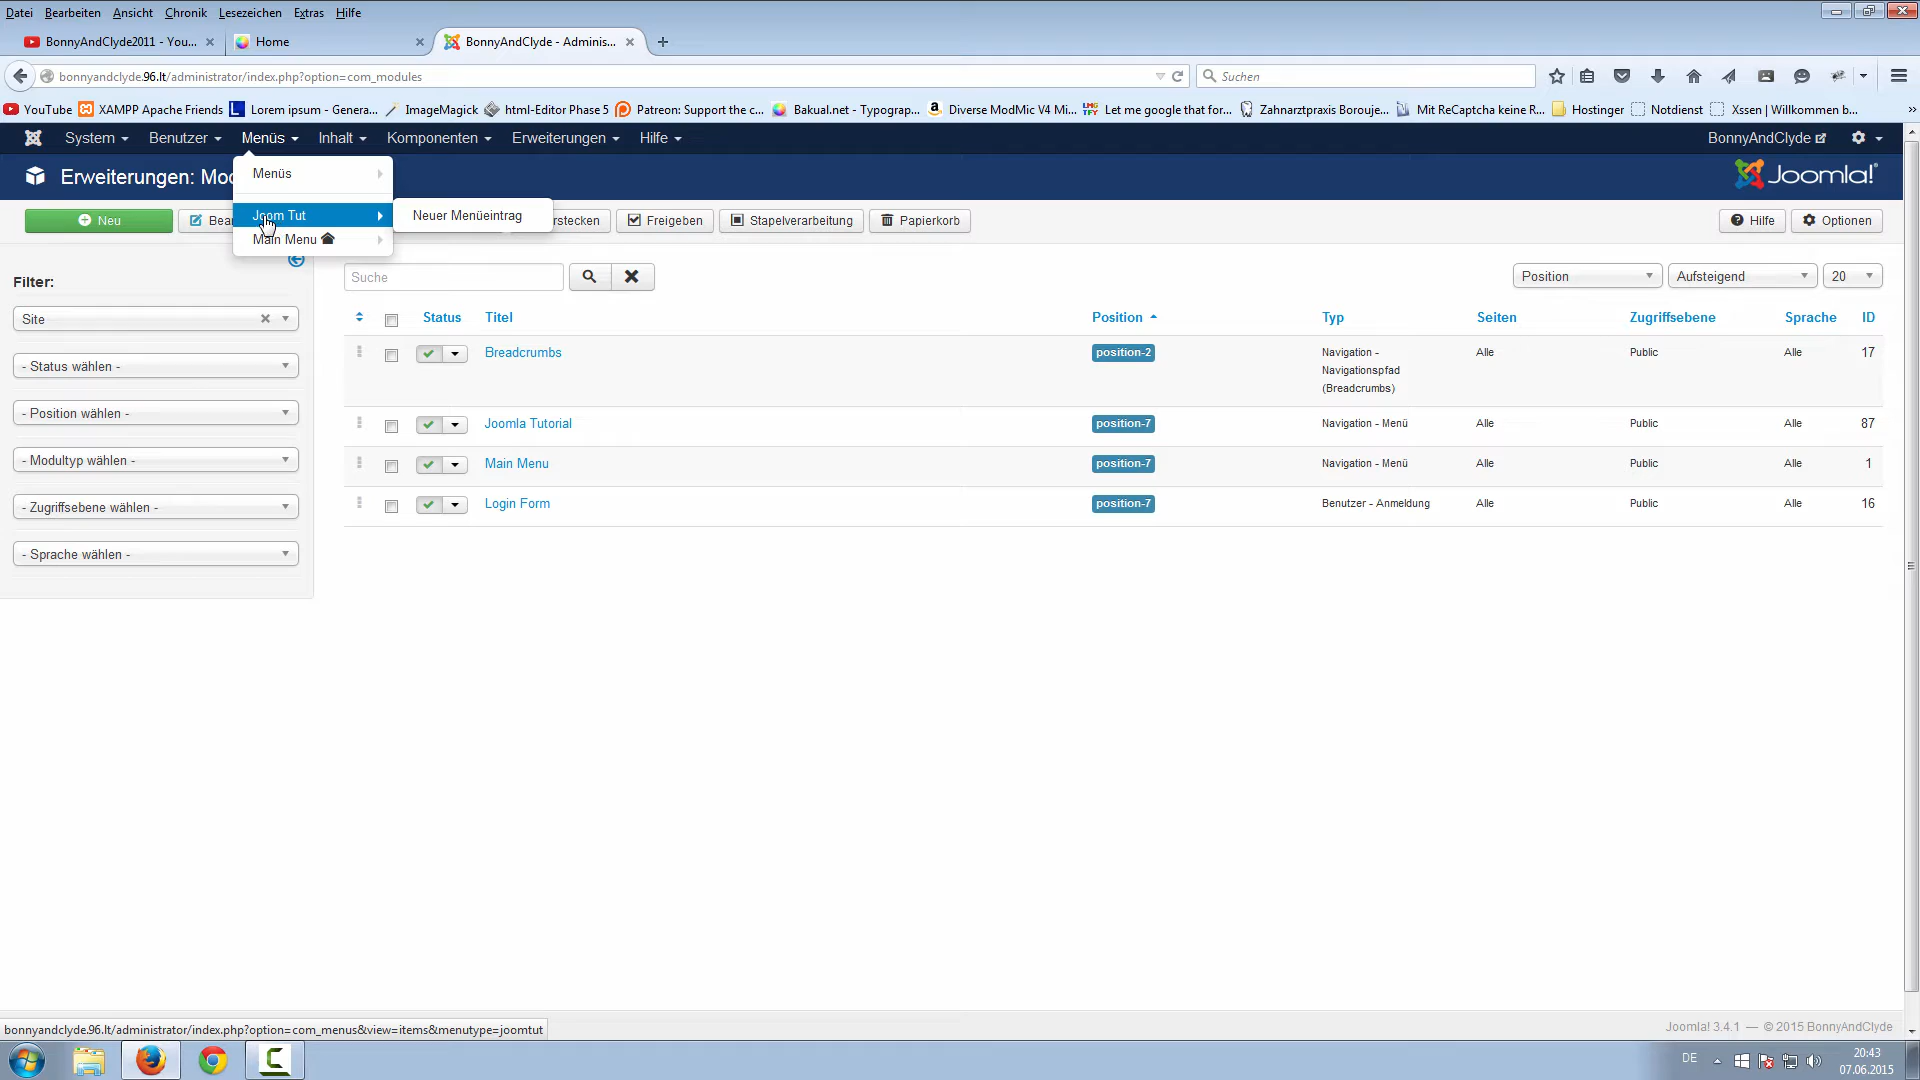 Datei Bearbeiten Ansicht Chronik Lesezeichen Extras Hilfe
BonnyAndClyde2011 - You... Home BonnyAndClyde - Adminis...
bonnyandclyde.96.lt/administrator/index.php?option=com_modules Suchen
YouTube XAMPP Apache Friends Lorem ipsum - Genera... ImageMagick html-Editor Phase 5 Patreon: Support the c... Bakual.net - Typograp... Diverse ModMic V4 Mi... Let me google that for... Zahnarztpraxis Borouje... Mit ReCaptcha keine R... Hostinger Notdienst Xssen | Willkommen b...
System Benutzer Menüs Inhalt Komponenten Erweiterungen Hilfe BonnyAndClyde
Erweiterungen: Mo Joomla!
Menüs
Joom Tut Neuer Menüeintrag
Main Menu
Neu Bear rstecken Freigeben Stapelverarbeitung Papierkorb Hilfe Optionen
Filter: Suche Position Aufsteigend 20
Site
- Status wählen -
- Position wählen -
- Modultyp wählen -
- Zugriffsebene wählen -
- Sprache wählen -
Status Titel Position Typ Seiten Zugriffsebene Sprache ID
Breadcrumbs position-2 Navigation - Alle Public Alle 17
Navigationspfad
(Breadcrumbs)
Joomla Tutorial position-7 Navigation - Menü Alle Public Alle 87
Main Menu position-7 Navigation - Menü Alle Public Alle 1
Login Form position-7 Benutzer - Anmeldung Alle Public Alle 16
bonnyandclyde.96.lt/administrator/index.php?option=com_menus&view=items&menutype=joomtut
Joomla! 3.4.1 — © 2015 BonnyAndClyde
DE 20:43
07.06.2015